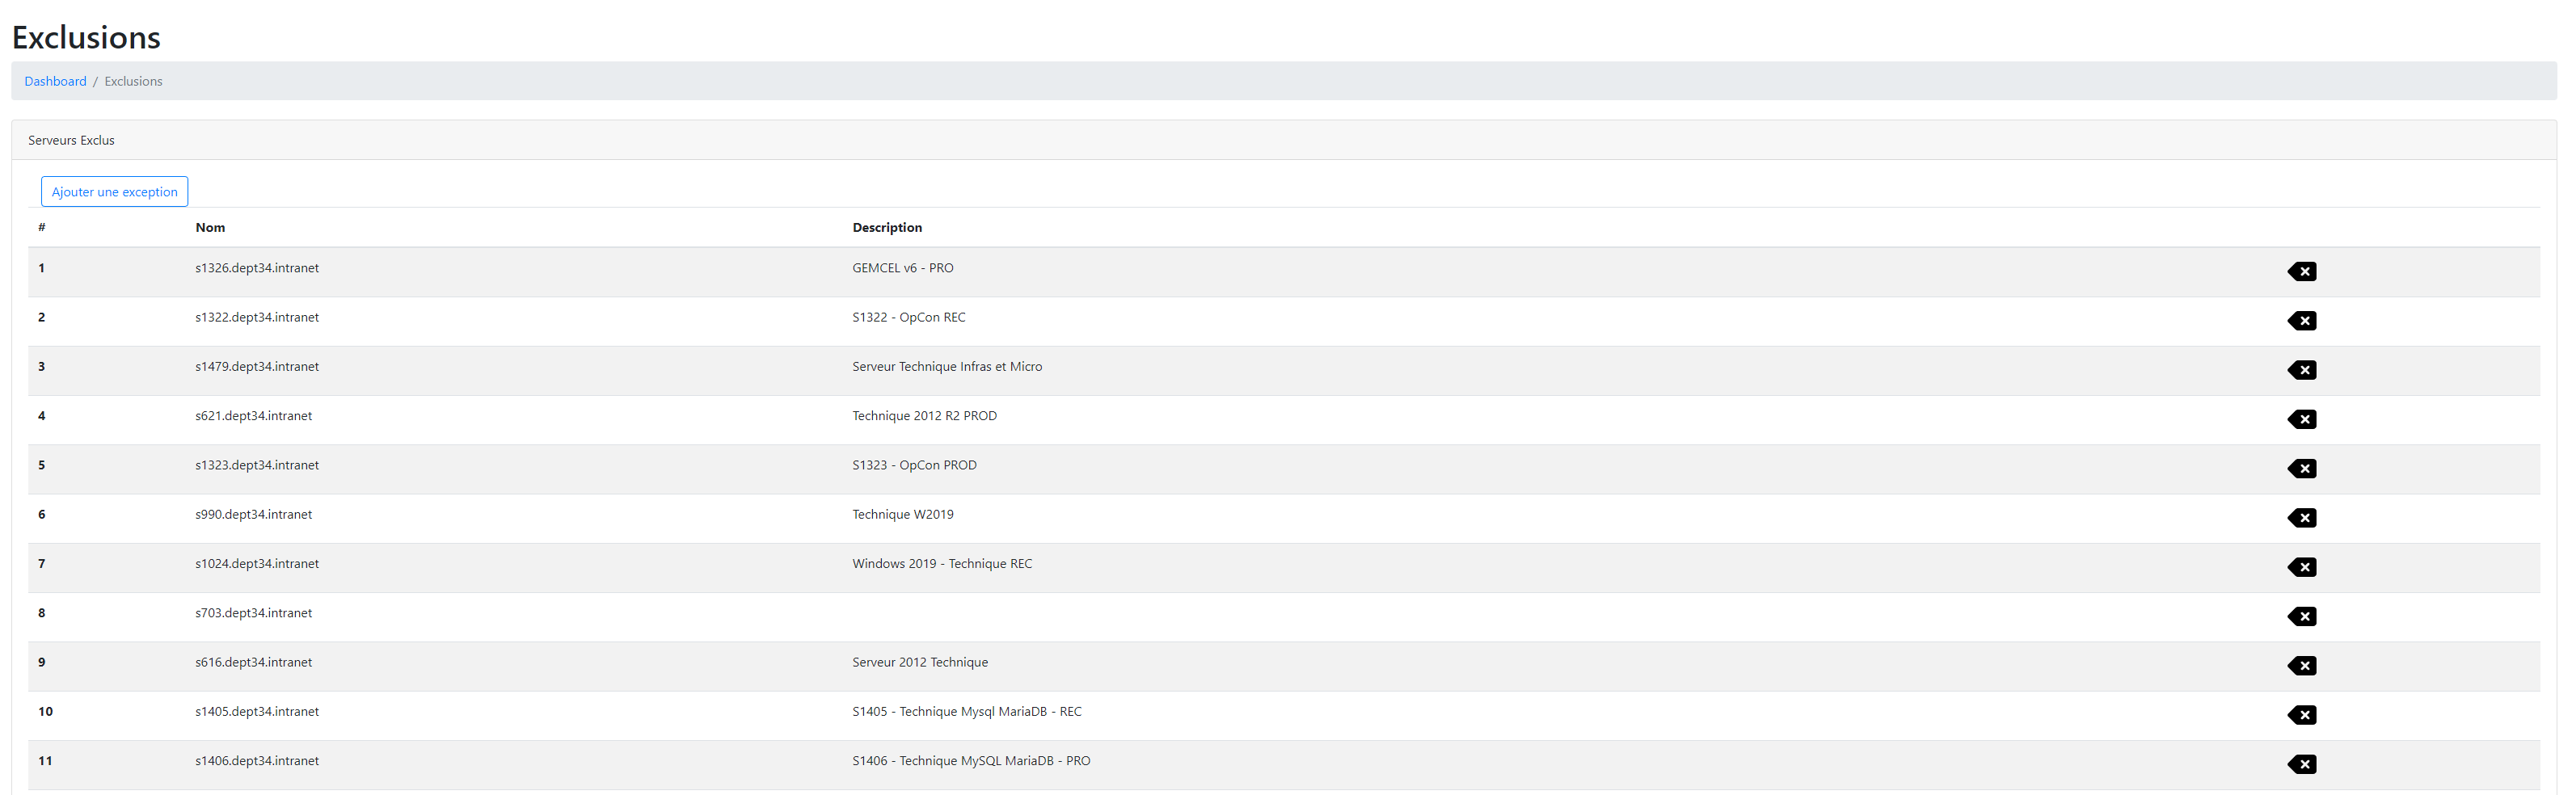 Exclusions
Dashboard / Exclusions
Serveurs Exclus
Ajouter une exception
# Nom Description
1 s1326.dept34.intranet GEMCEL v6 - PRO
2 s1322.dept34.intranet S1322 - OpCon REC
3 s1479.dept34.intranet Serveur Technique Infras et Micro
4 s621.dept34.intranet Technique 2012 R2 PROD
5 s1323.dept34.intranet S1323 - OpCon PROD
6 s990.dept34.intranet Technique W2019
7 s1024.dept34.intranet Windows 2019 - Technique REC
8 s703.dept34.intranet
9 s616.dept34.intranet Serveur 2012 Technique
10 s1405.dept34.intranet S1405 - Technique Mysql MariaDB - REC
11 s1406.dept34.intranet S1406 - Technique MySQL MariaDB - PRO